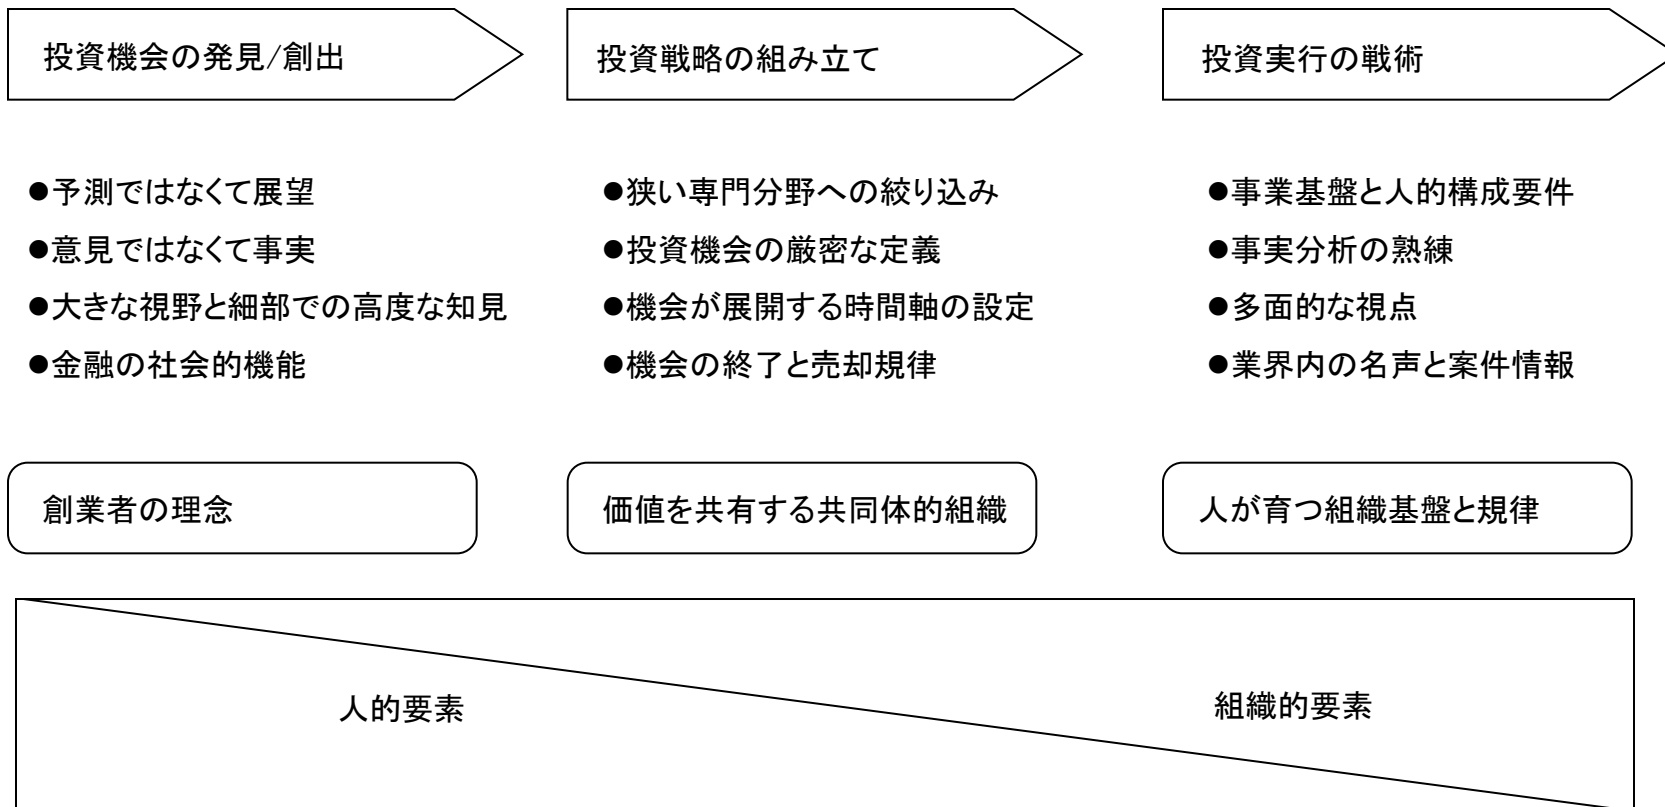 投資機会の発見/創出
投資戦略の組み立て
投資実行の戦術
●予測ではなくて展望
●意見ではなくて事実
●大きな視野と細部での高度な知見
●金融の社会的機能
●狭い専門分野への絞り込み
●投資機会の厳密な定義
●機会が展開する時間軸の設定
●機会の終了と売却規律
●事業基盤と人的構成要件
●事実分析の熟練
●多面的な視点
●業界内の名声と案件情報
創業者の理念
価値を共有する共同体的組織
人が育つ組織基盤と規律
人的要素
組織的要素